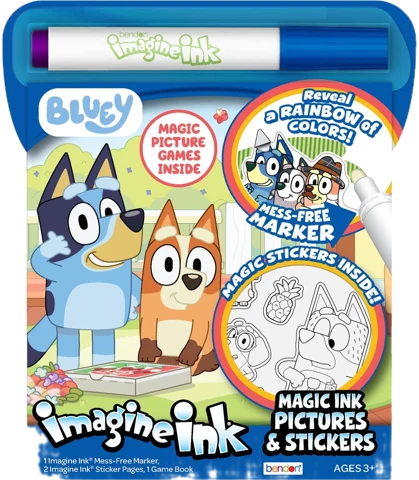 bendon
imagine ink
BLUEY
MAGIC
PICTURE
GAMES
INSIDE
Reveal
a RAINBOW of
COLORS!
MESS-FREE
MARKER
MAGIC STICKERS INSIDE!
imagine ink
MAGIC INK
PICTURES
& STICKERS
1 Imagine Ink® Mess-Free Marker,
2 Imagine Ink® Sticker Pages, 1 Game Book
bendon®
AGES 3+